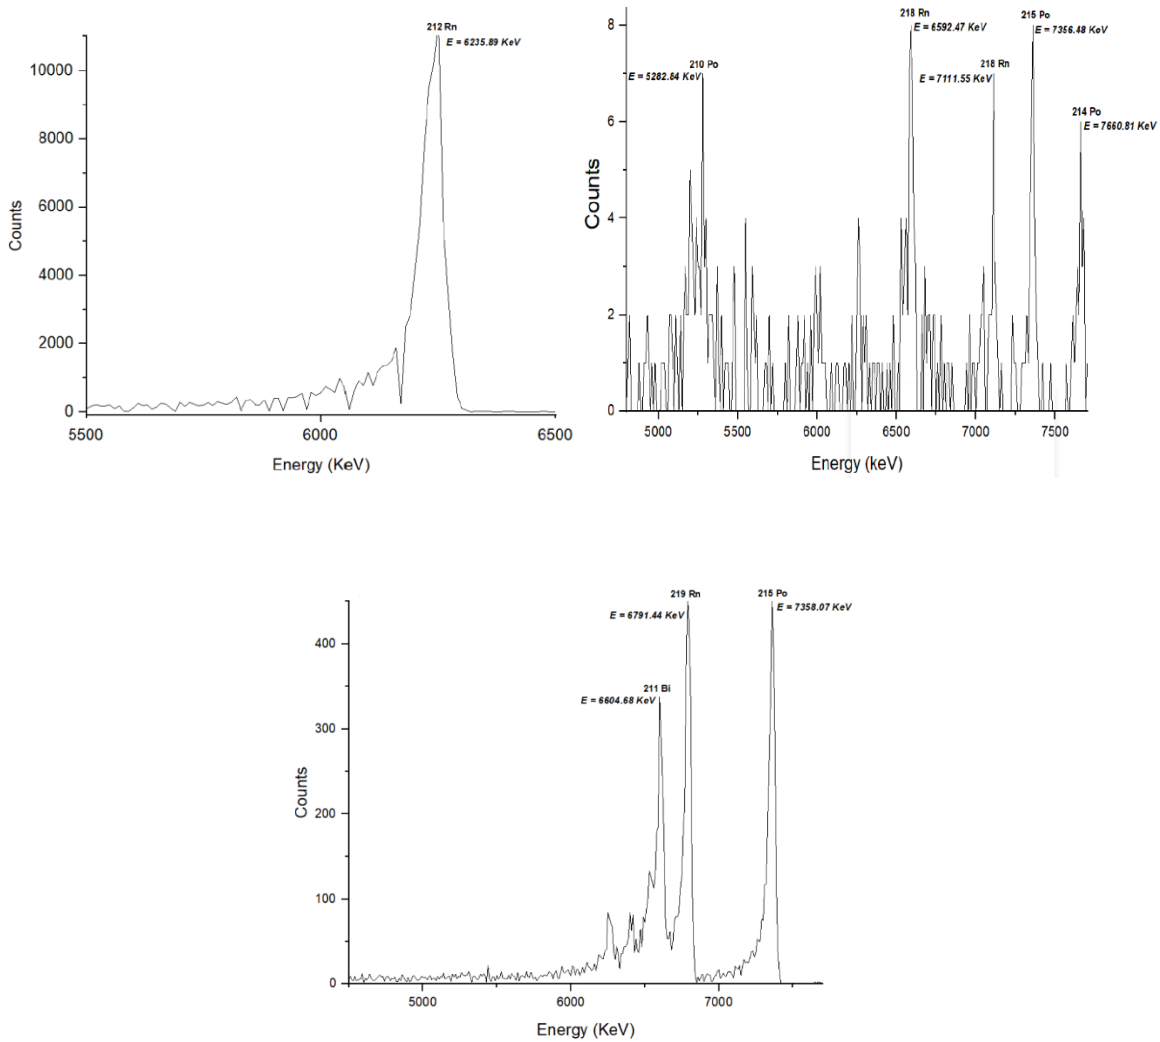 212 Rn
E = 6235.89 KeV
10000
8000
6000
4000
2000
0
Counts
5500
6000
6500
Energy (KeV)
218 Rn
E = 6592.47 KeV
215 Po
E = 7356.48 KeV
210 Po
E = 5282.84 KeV
218 Rn
E = 7111.55 KeV
214 Po
E = 7660.81 KeV
8
6
4
2
0
Counts
5000
5500
6000
6500
7000
7500
Energy (keV)
219 Rn
E = 6791.44 KeV
215 Po
E = 7358.07 KeV
211 Bi
E = 6604.68 KeV
400
300
200
100
0
Counts
5000
6000
7000
Energy (KeV)